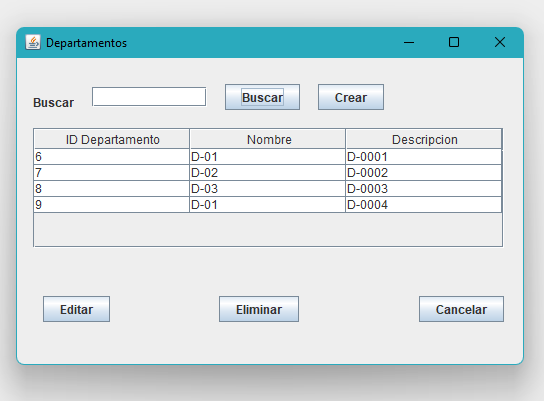 Departamentos
Buscar Buscar Crear
ID Departamento Nombre Descripcion
6 D-01 D-0001
7 D-02 D-0002
8 D-03 D-0003
9 D-01 D-0004
Editar Eliminar Cancelar